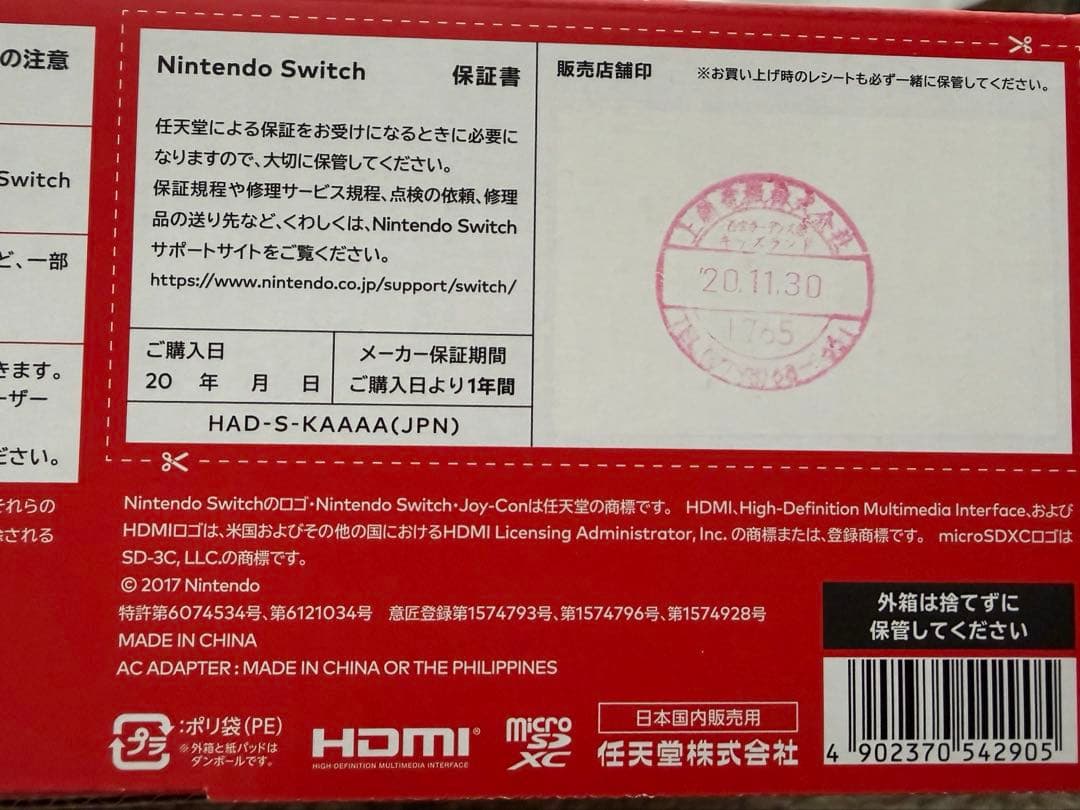 の注意
Switch
ど、一部
きます。
ーザー
ださい。
Nintendo Switch 保証書
任天堂による保証をお受けになるときに必要に
なりますので、大切に保管してください。
保証規程や修理サービス規程、点検の依頼、修理
品の送り先など、くわしくは、Nintendo Switch
サポートサイトをご覧ください。
https://www.nintendo.co.jp/support/switch/
ご購入日
20 年 月 日
メーカー保証期間
ご購入日より1年間
HAD-S-KAAAA(JPN)
販売店舗印 ※お買い上げ時のレシートも必ず一緒に保管してください。
株式会社
キッズランド
'20.11.30
1765
それらの
される
Nintendo Switchのロゴ・Nintendo Switch・Joy-Conは任天堂の商標です。 HDMI、High-Definition Multimedia Interface、および
HDMIロゴは、米国およびその他の国におけるHDMI Licensing Administrator, Inc. の商標または、登録商標です。 microSDXCロゴは
SD-3C, LLC.の商標です。
© 2017 Nintendo
特許第6074534号、第6121034号 意匠登録第1574793号、第1574796号、第1574928号
MADE IN CHINA
AC ADAPTER : MADE IN CHINA OR THE PHILIPPINES
外箱は捨てずに
保管してください
プラ
:ポリ袋(PE)
※外箱と紙パッドは
ダンボールです。
HDMI®
HIGH-DEFINITION MULTIMEDIA INTERFACE
micro
SD
XC
日本国内販売用
任天堂株式会社
4 902370 542905